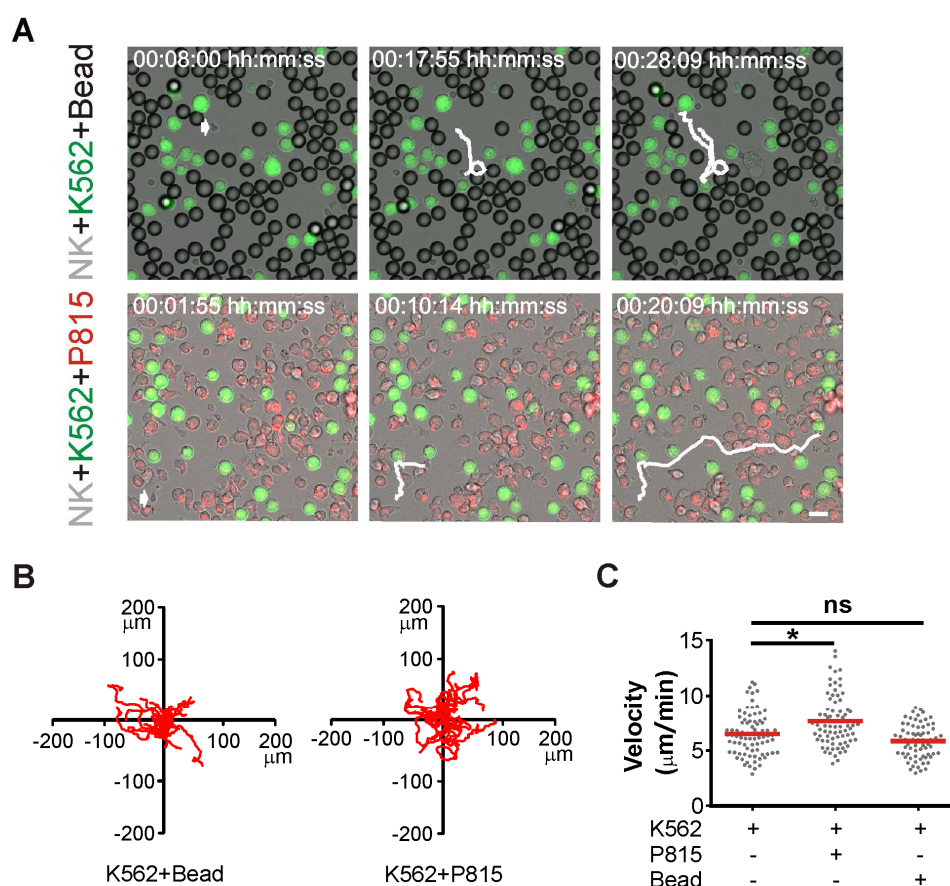 A
NK+K562+Bead
00:08:00 hh:mm:ss
00:17:55 hh:mm:ss
00:28:09 hh:mm:ss
NK+K562+P815
00:01:55 hh:mm:ss
00:10:14 hh:mm:ss
00:20:09 hh:mm:ss
B
200
μm
100
-200
-100
100
200
μm
-100
-200
K562+Bead
200
μm
100
-200
-100
100
200
μm
-100
-200
K562+P815
C
ns
*
Velocity
(μm/min)
15
10
5
0
K562 + + +
P815 - + -
Bead - - +